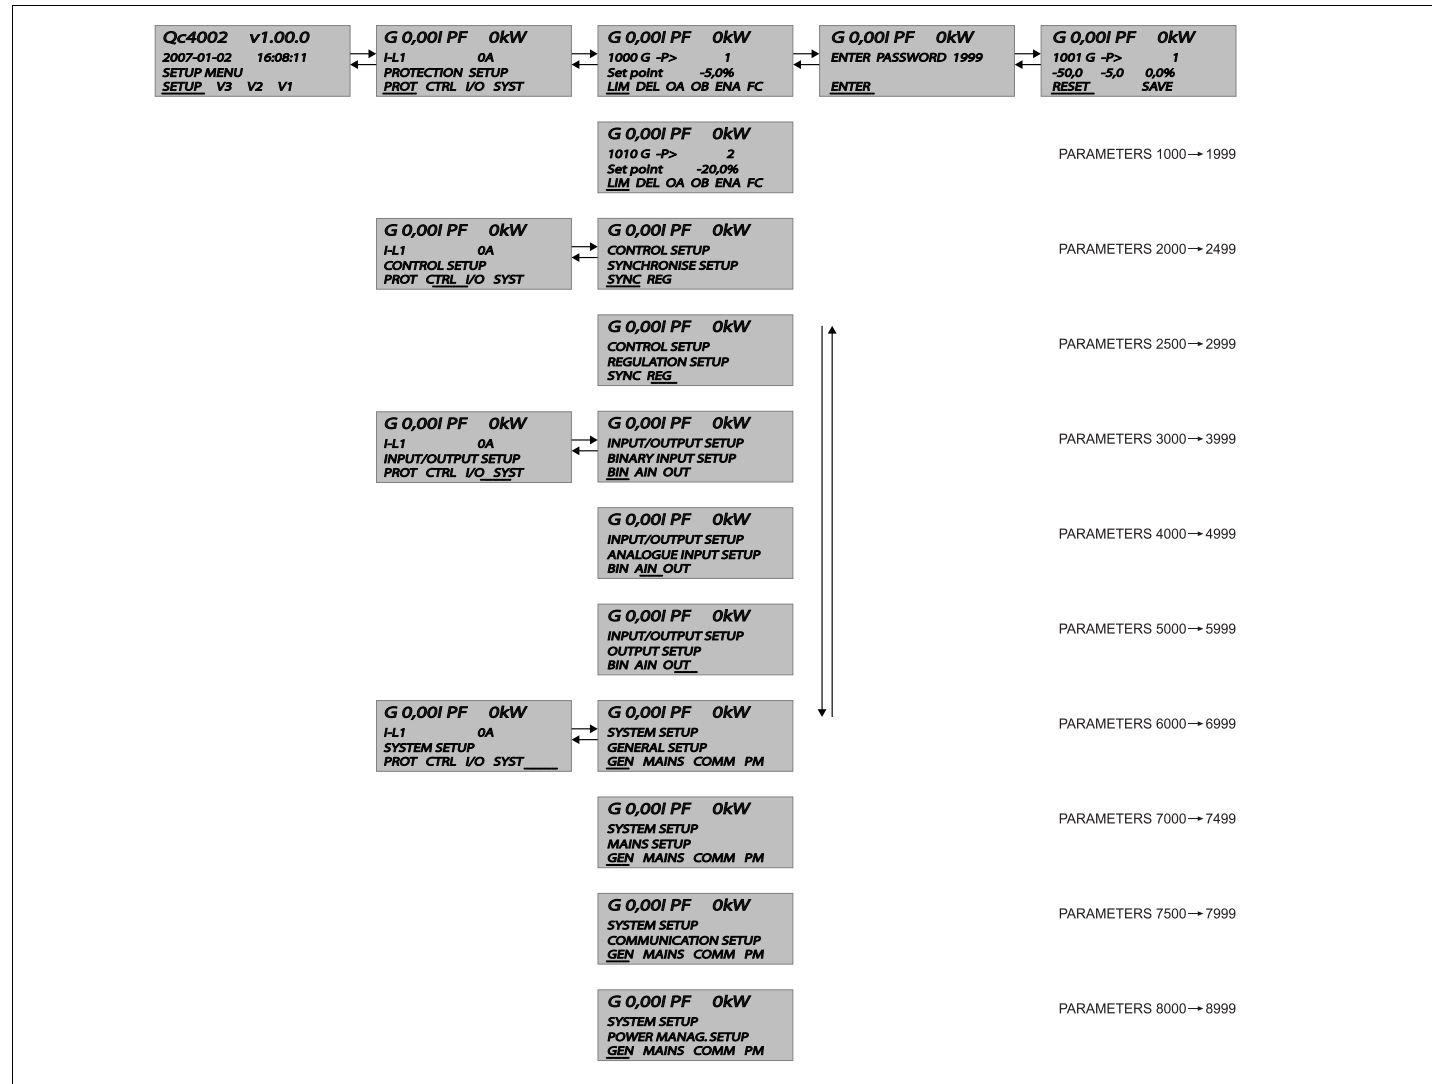 Qc4002 v1.00.0
2007-01-02 16:08:11
SETUP MENU
SETUP V3 V2 V1
G 0,00I PF 0kW
I-L1 0A
PROTECTION SETUP
PROT CTRL I/O SYST
G 0,00I PF 0kW
1000 G -P> 1
Set point -5,0%
LIM DEL OA OB ENA FC
G 0,00I PF 0kW
ENTER PASSWORD 1999
ENTER
G 0,00I PF 0kW
1001 G -P> 1
-50,0 -5,0 0,0%
RESET SAVE
G 0,00I PF 0kW
1010 G -P> 2
Set point -20,0%
LIM DEL OA OB ENA FC
PARAMETERS 1000→1999
G 0,00I PF 0kW
I-L1 0A
CONTROL SETUP
PROT CTRL I/O SYST
G 0,00I PF 0kW
CONTROL SETUP
SYNCHRONISE SETUP
SYNC REG
PARAMETERS 2000→2499
G 0,00I PF 0kW
CONTROL SETUP
REGULATION SETUP
SYNC REG
PARAMETERS 2500→2999
G 0,00I PF 0kW
I-L1 0A
INPUT/OUTPUT SETUP
PROT CTRL I/O SYST
G 0,00I PF 0kW
INPUT/OUTPUT SETUP
BINARY INPUT SETUP
BIN AIN OUT
PARAMETERS 3000→3999
G 0,00I PF 0kW
INPUT/OUTPUT SETUP
ANALOGUE INPUT SETUP
BIN AIN OUT
PARAMETERS 4000→4999
G 0,00I PF 0kW
INPUT/OUTPUT SETUP
OUTPUT SETUP
BIN AIN OUT
PARAMETERS 5000→5999
G 0,00I PF 0kW
I-L1 0A
SYSTEM SETUP
PROT CTRL I/O SYST
G 0,00I PF 0kW
SYSTEM SETUP
GENERAL SETUP
GEN MAINS COMM PM
PARAMETERS 6000→6999
G 0,00I PF 0kW
SYSTEM SETUP
MAINS SETUP
GEN MAINS COMM PM
PARAMETERS 7000→7499
G 0,00I PF 0kW
SYSTEM SETUP
COMMUNICATION SETUP
GEN MAINS COMM PM
PARAMETERS 7500→7999
G 0,00I PF 0kW
SYSTEM SETUP
POWER MANAG. SETUP
GEN MAINS COMM PM
PARAMETERS 8000→8999